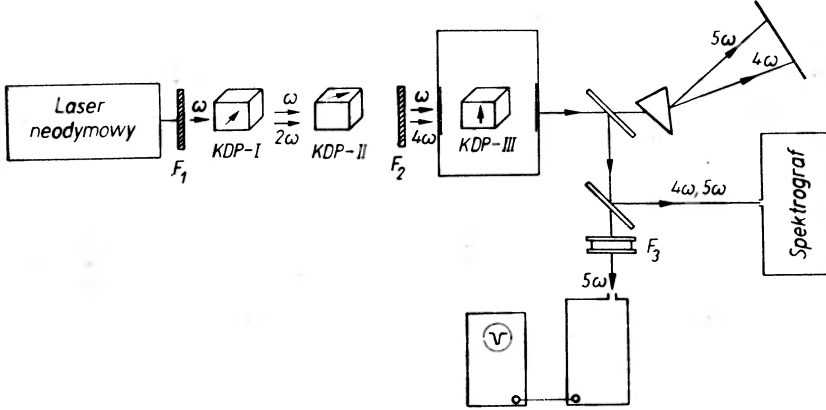 Laser
neodymowy
F₁
ω
KDP-I
ω
2ω
KDP-II
F₂
ω
4ω
KDP-III
5ω
4ω
4ω, 5ω
Spektrograf
F₃
5ω